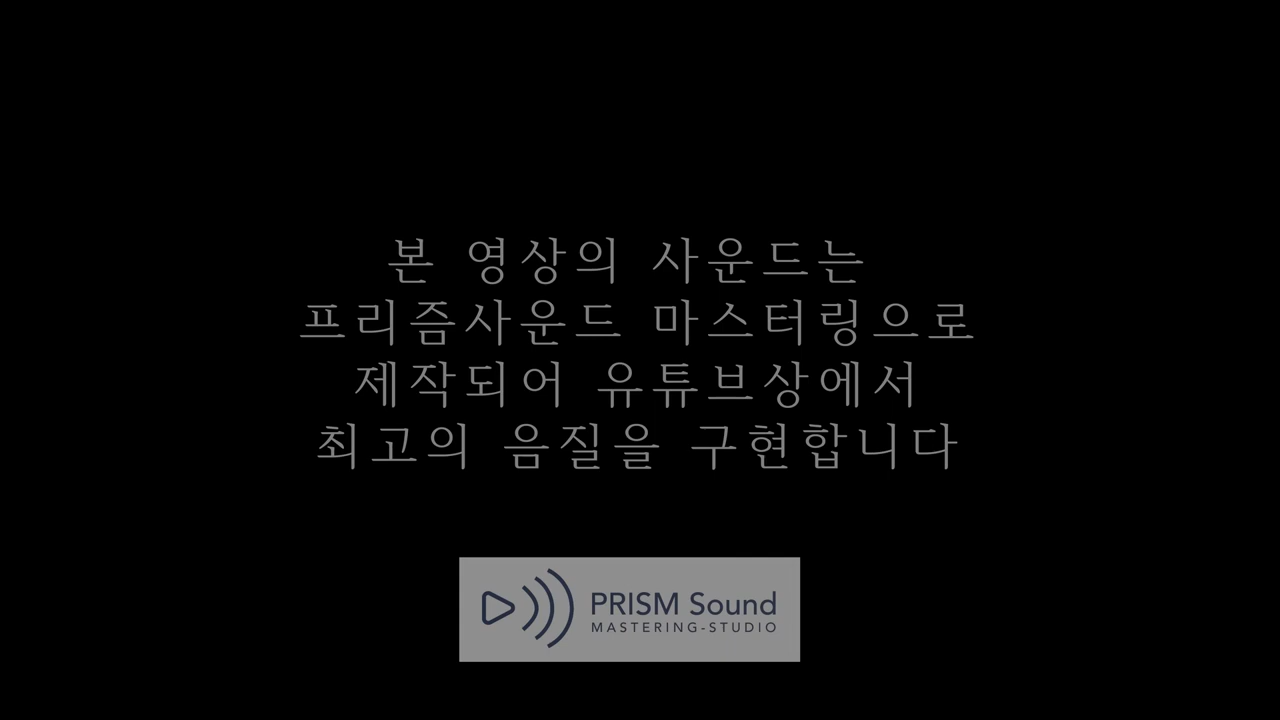 본 영상의 사운드는
프리즘사운드 마스터링으로
제작되어 유튜브상에서
최고의 음질을 구현합니다
PRISM Sound
MASTERING-STUDIO